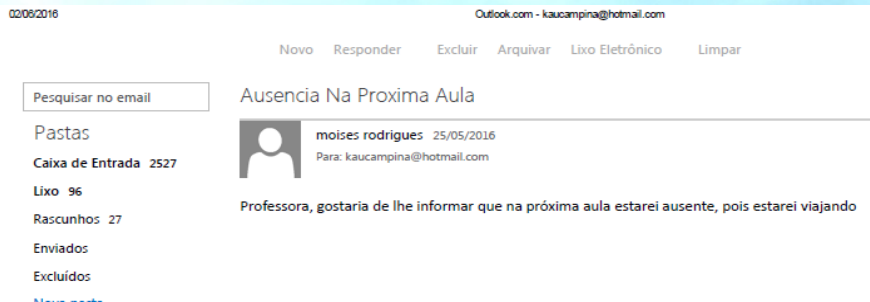 02/06/2016 Outlook.com - kaucampina@hotmail.com
Novo Responder Excluir Arquivar Lixo Eletrônico Limpar
Pesquisar no email
Ausencia Na Proxima Aula
Pastas
moises rodrigues 25/05/2016
Para: kaucampina@hotmail.com
Caixa de Entrada 2527
Lixo 96
Professora, gostaria de lhe informar que na próxima aula estarei ausente, pois estarei viajando
Rascunhos 27
Enviados
Excluídos